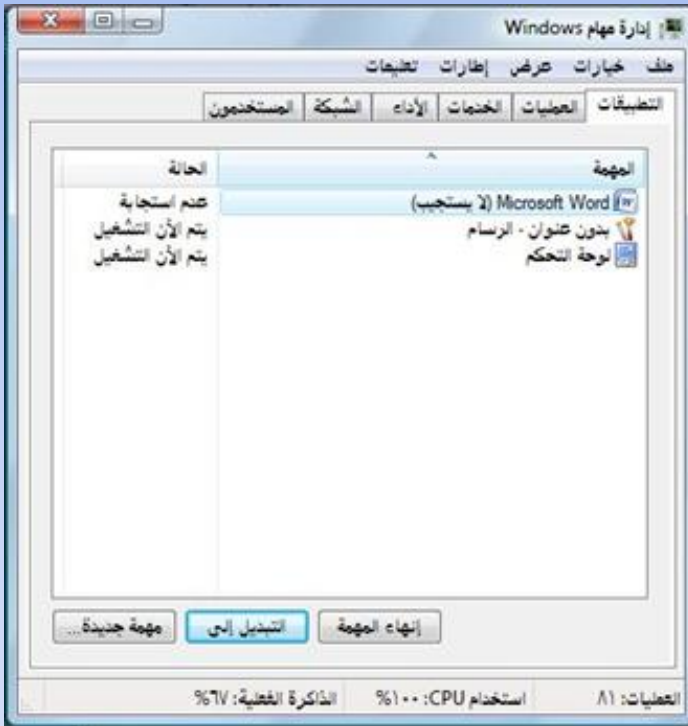 إدارة مهام Windows
ملف خيارات عرض إطارات تعليمات
التطبيقات العمليات الخدمات الأداء الشبكة المستخدمون
المهمة الحالة
Microsoft Word (لا يستجيب) عدم استجابة
بدون عنوان - الرسام يتم الآن التشغيل
لوحة التحكم يتم الآن التشغيل
إنهاء المهمة التبديل إلى مهمة جديدة...
العمليات: ٨١ استخدام CPU: ١٠٠% الذاكرة الفعلية: ٦٧%